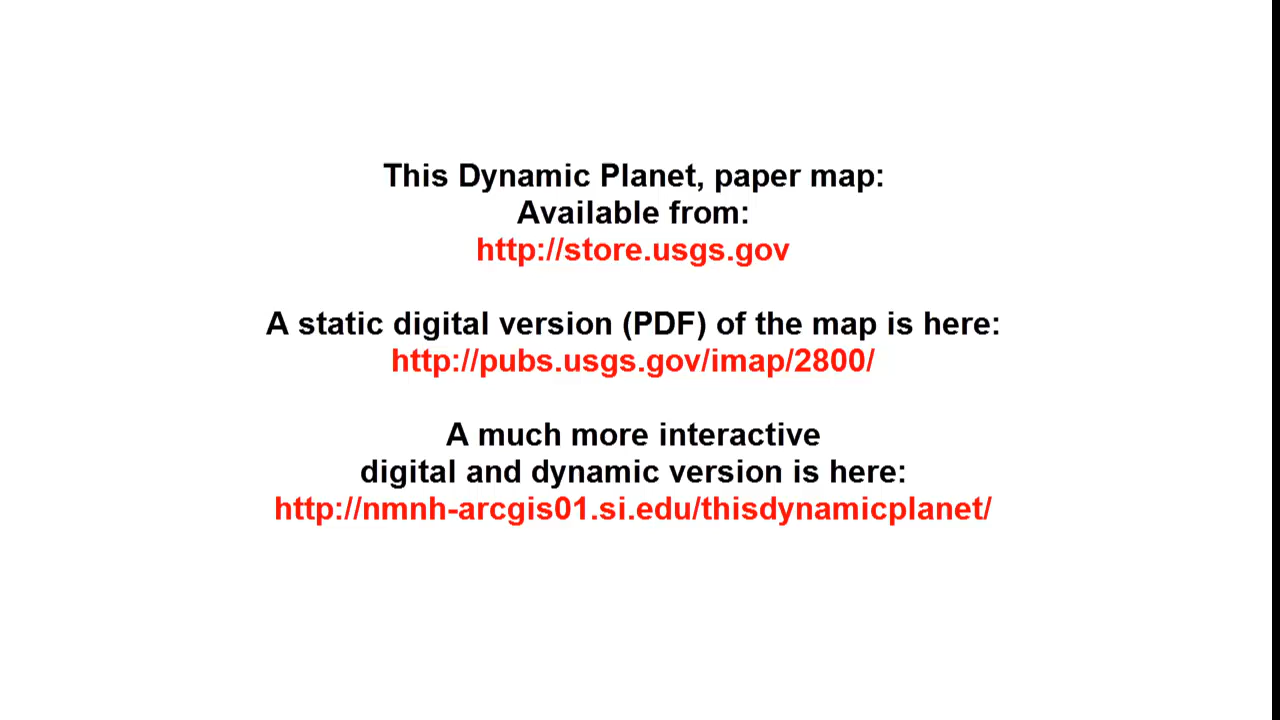 This Dynamic Planet, paper map:
Available from:
http://store.usgs.gov
A static digital version (PDF) of the map is here:
http://pubs.usgs.gov/imap/2800/
A much more interactive
digital and dynamic version is here:
http://nmnh-arcgis01.si.edu/thisdynamicplanet/